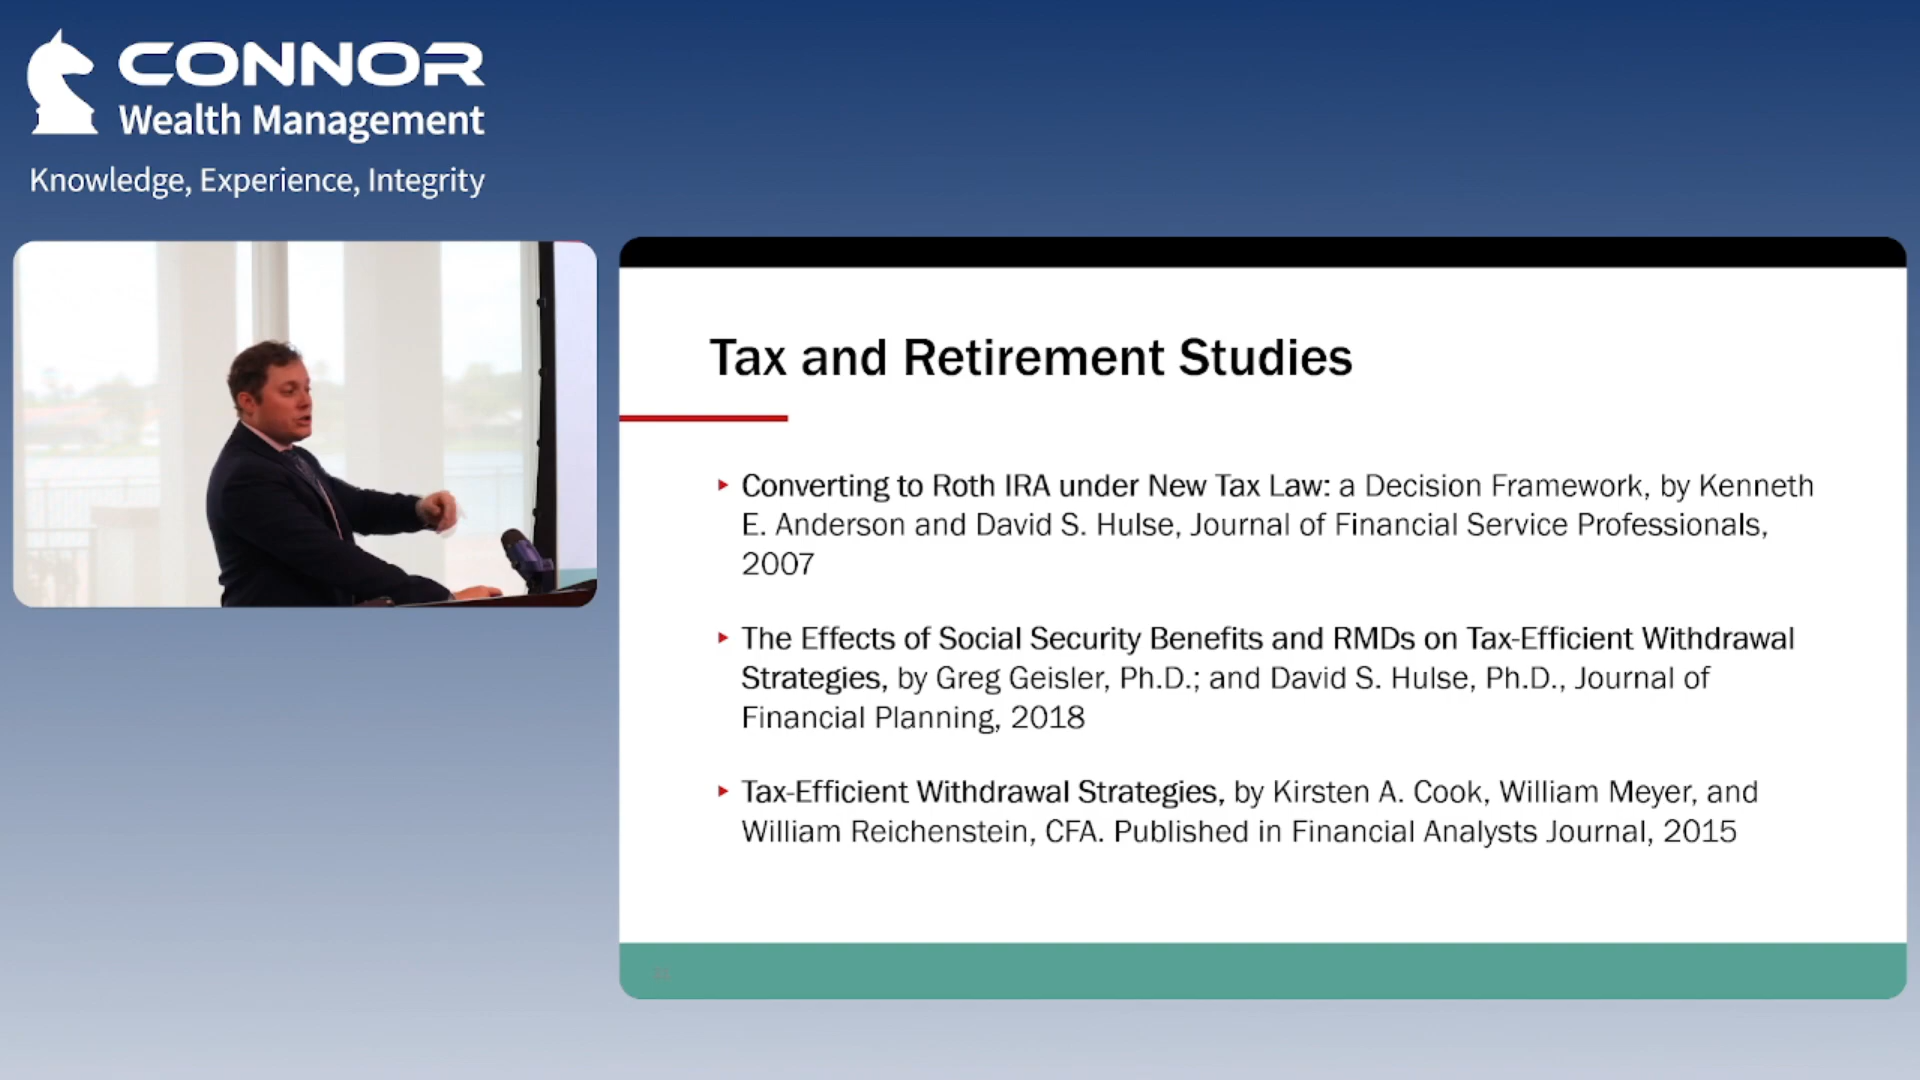 CONNOR
Wealth Management
Knowledge, Experience, Integrity
Tax and Retirement Studies
Converting to Roth IRA under New Tax Law: a Decision Framework, by Kenneth
E. Anderson and David S. Hulse, Journal of Financial Service Professionals,
2007
The Effects of Social Security Benefits and RMDs on Tax-Efficient Withdrawal
Strategies, by Greg Geisler, Ph.D.; and David S. Hulse, Ph.D., Journal of
Financial Planning, 2018
Tax-Efficient Withdrawal Strategies, by Kirsten A. Cook, William Meyer, and
William Reichenstein, CFA. Published in Financial Analysts Journal, 2015